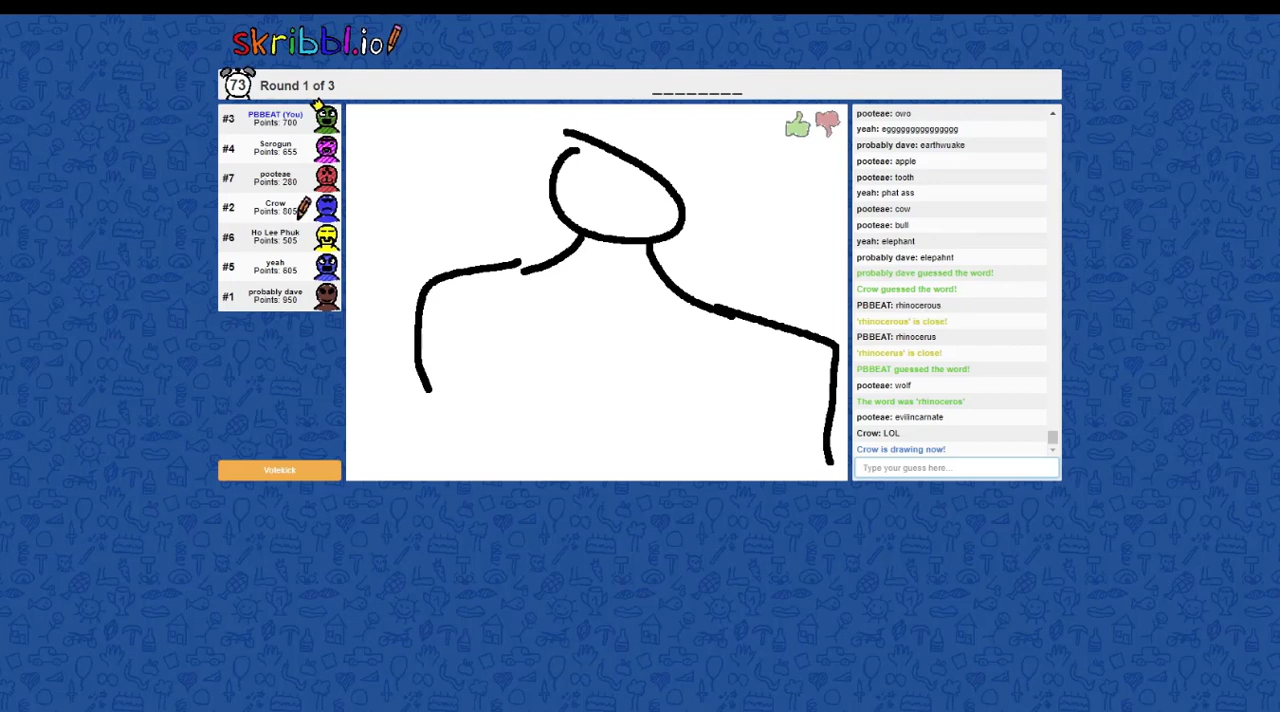 skribbl.io
73
Round 1 of 3
________
#3
PBBEAT (You)
Points: 700
#4
Serogun
Points: 655
#7
pooteae
Points: 280
#2
Crow
Points: 805
#6
Ho Lee Phuk
Points: 505
#5
yeah
Points: 605
#1
probably dave
Points: 950
Votekick
pooteae: owo
yeah: eggggggggggggggg
probably dave: earthwuake
pooteae: apple
pooteae: tooth
yeah: phat ass
pooteae: cow
pooteae: bull
yeah: elephant
probably dave: elepahnt
probably dave guessed the word!
Crow guessed the word!
PBBEAT: rhinocerous
'rhinocerous' is close!
PBBEAT: rhinocerus
'rhinocerus' is close!
PBBEAT guessed the word!
pooteae: wolf
The word was 'rhinoceros'
pooteae: evilincarnate
Crow: LOL
Crow is drawing now!
Type your guess here...